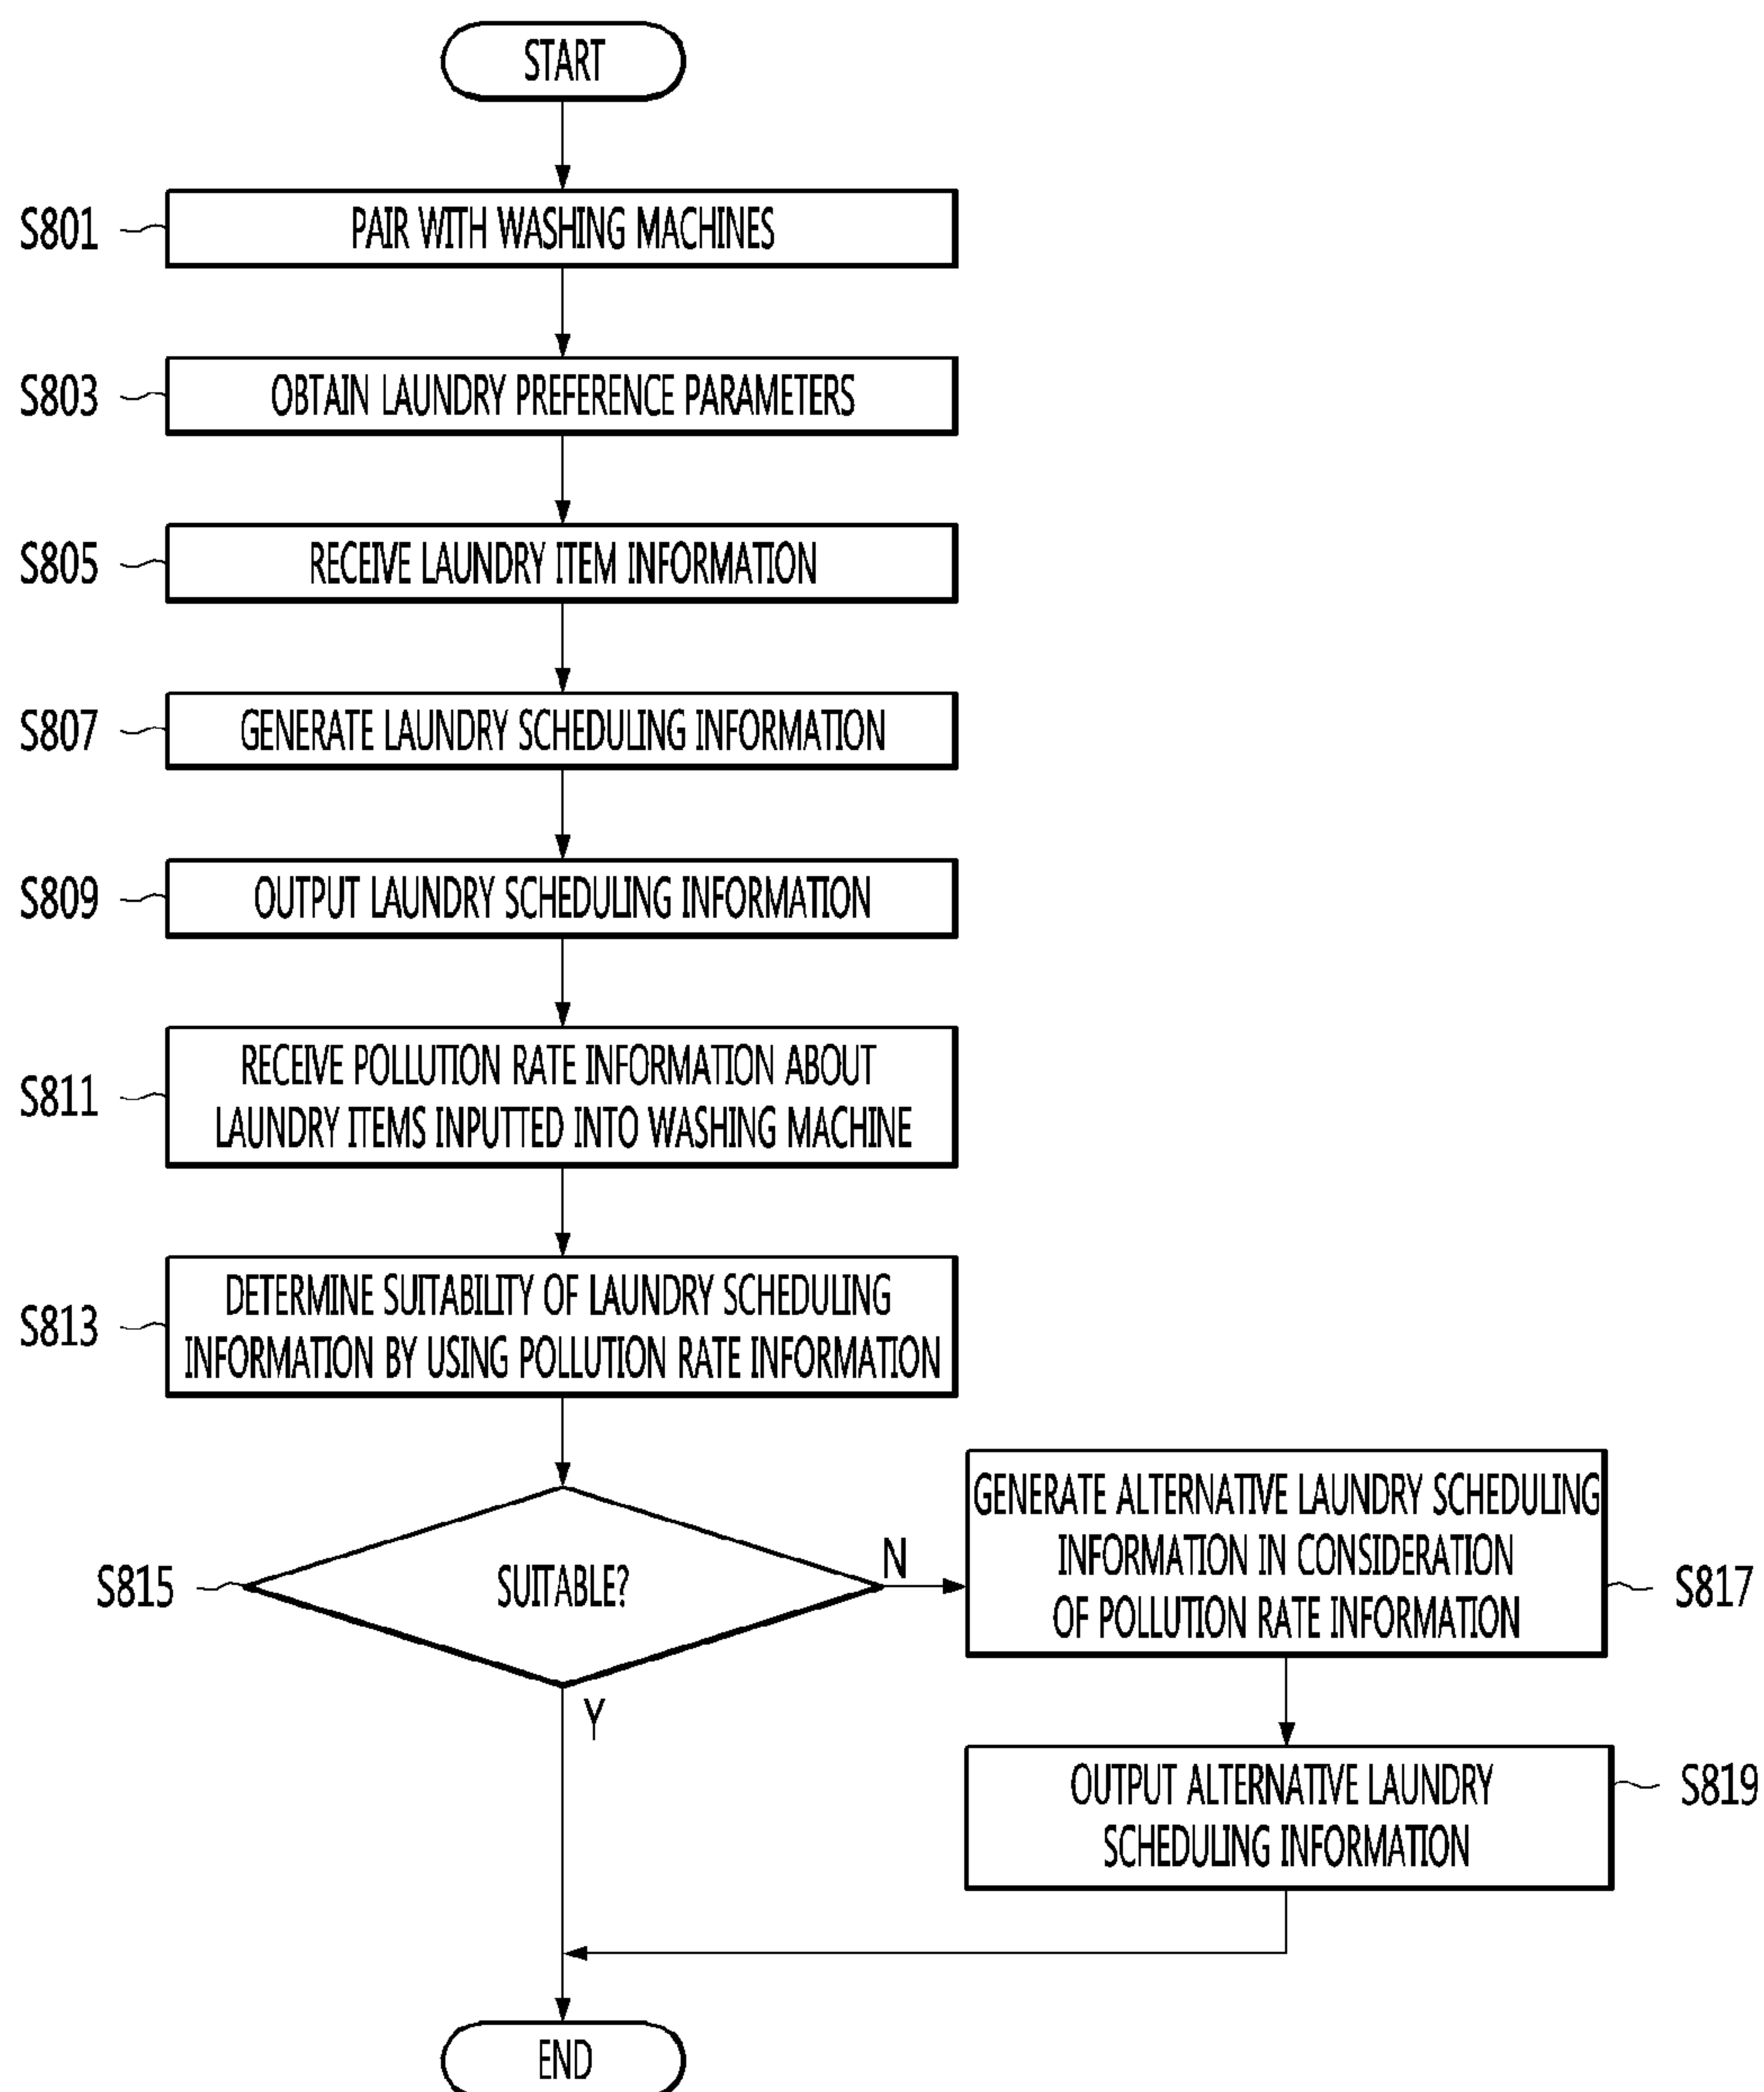 START
S801
PAIR WITH WASHING MACHINES
S803
OBTAIN LAUNDRY PREFERENCE PARAMETERS
S805
RECEIVE LAUNDRY ITEM INFORMATION
S807
GENERATE LAUNDRY SCHEDULING INFORMATION
S809
OUTPUT LAUNDRY SCHEDULING INFORMATION
S811
RECEIVE POLLUTION RATE INFORMATION ABOUT
LAUNDRY ITEMS INPUTTED INTO WASHING MACHINE
S813
DETERMINE SUITABILITY OF LAUNDRY SCHEDULING
INFORMATION BY USING POLLUTION RATE INFORMATION
S815
SUITABLE?
N
Y
GENERATE ALTERNATIVE LAUNDRY SCHEDULING
INFORMATION IN CONSIDERATION
OF POLLUTION RATE INFORMATION
S817
OUTPUT ALTERNATIVE LAUNDRY
SCHEDULING INFORMATION
S819
END